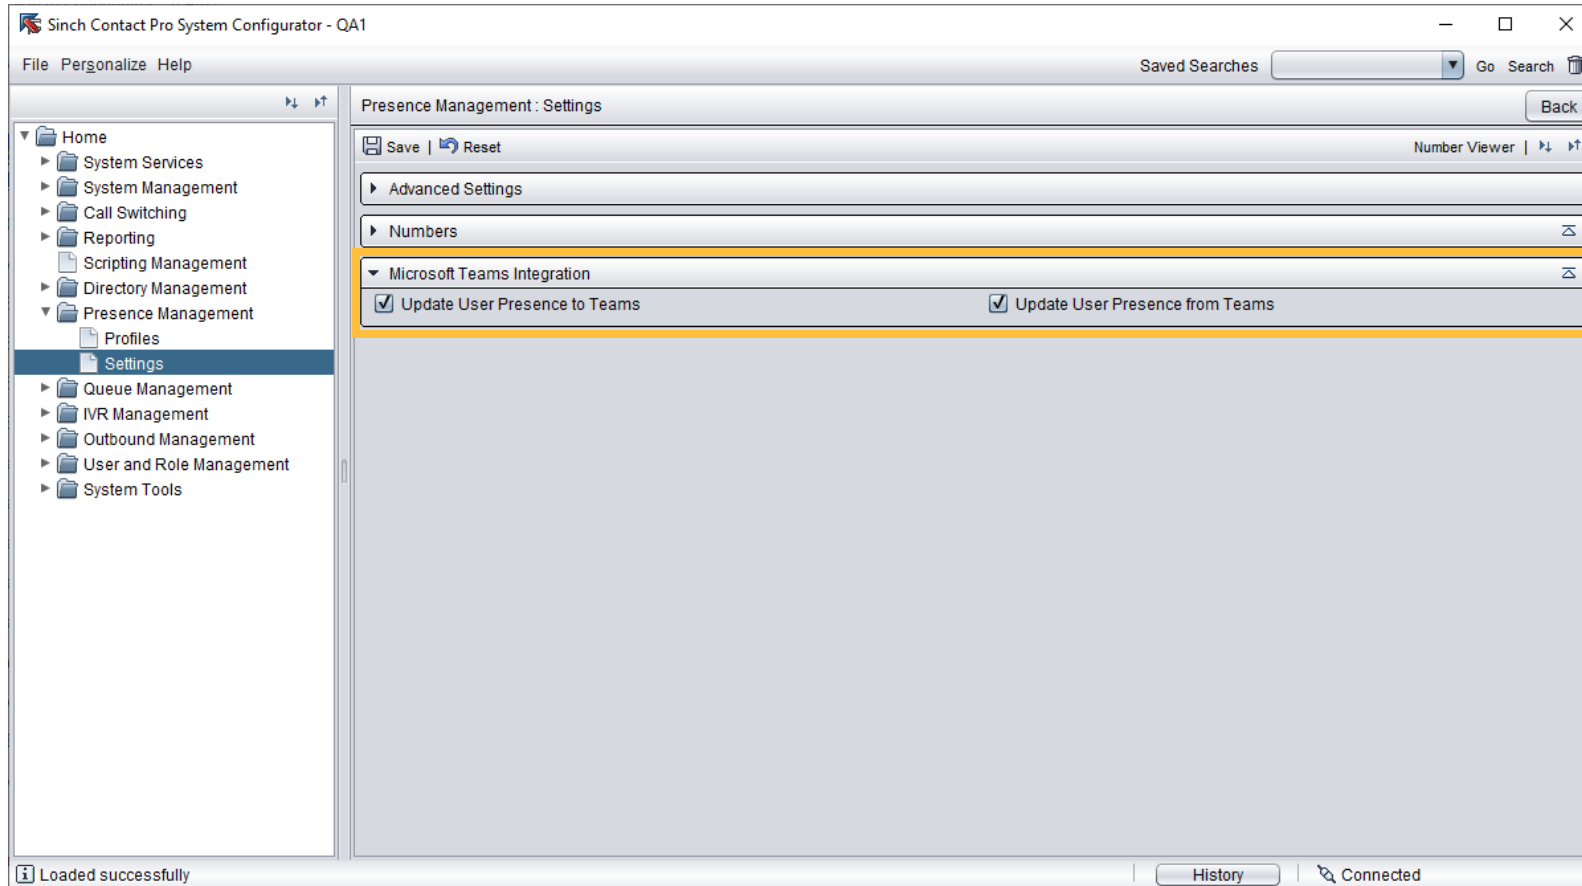 Sinch Contact Pro System Configurator - QA1
File Personalize Help
Saved Searches
Go Search
Presence Management : Settings
Back
Home
System Services
System Management
Call Switching
Reporting
Scripting Management
Directory Management
Presence Management
Profiles
Settings
Queue Management
IVR Management
Outbound Management
User and Role Management
System Tools
Save | Reset
Number Viewer |
Advanced Settings
Numbers
Microsoft Teams Integration
Update User Presence to Teams
Update User Presence from Teams
Loaded successfully
History
Connected